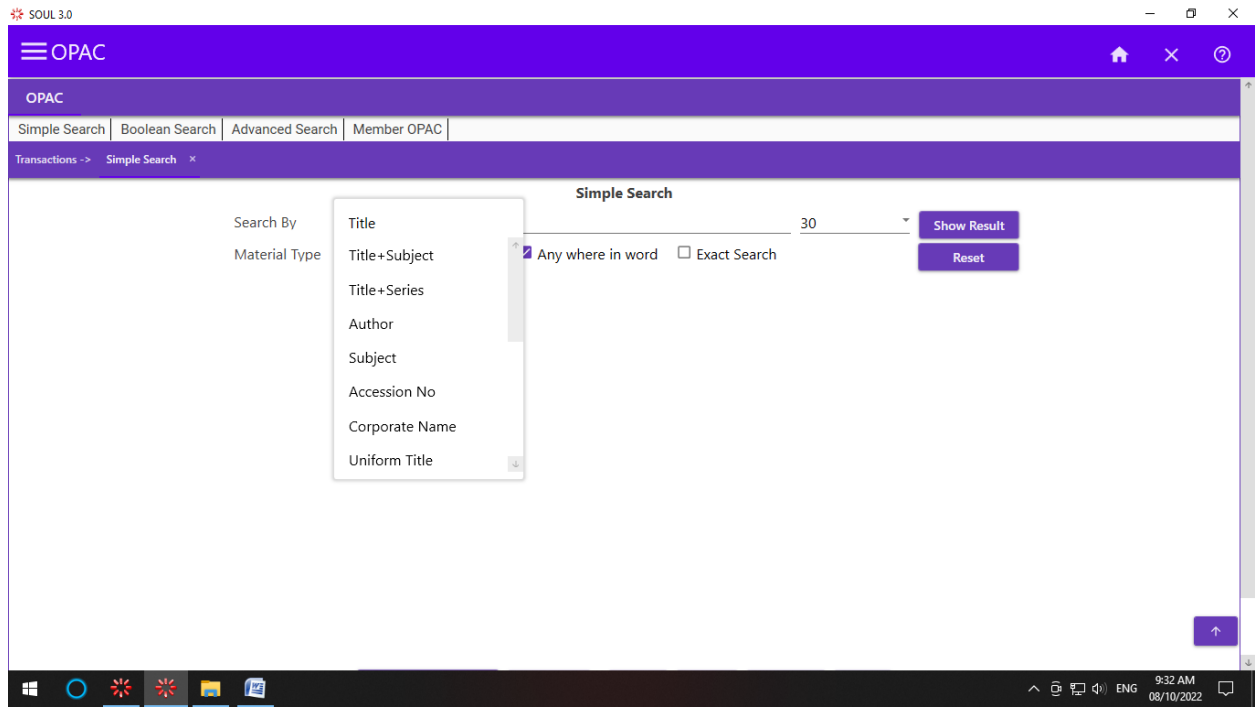 SOUL 3.0
OPAC
OPAC
Simple Search Boolean Search Advanced Search Member OPAC
Transactions -> Simple Search ×
Simple Search
Search By Title 30 Show Result
Material Type Title+Subject Any where in word Exact Search Reset
Title+Series
Author
Subject
Accession No
Corporate Name
Uniform Title
ENG 9:32 AM
08/10/2022